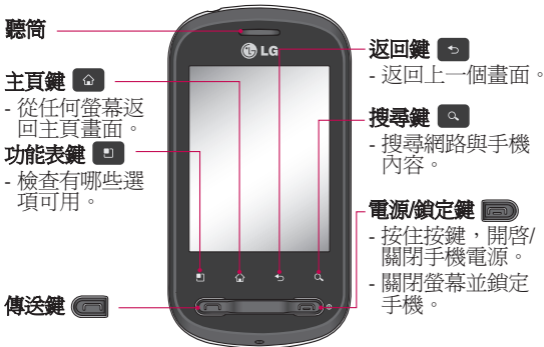 聽筒
主頁鍵
- 從任何螢幕返
回主頁畫面。
功能表鍵
- 檢查有哪些選
項可用。
傳送鍵
LG
返回鍵
- 返回上一個畫面。
搜尋鍵
- 搜尋網路與手機
內容。
電源/鎖定鍵
- 按住按鍵，開啟/
關閉手機電源。
- 關閉螢幕並鎖定
手機。